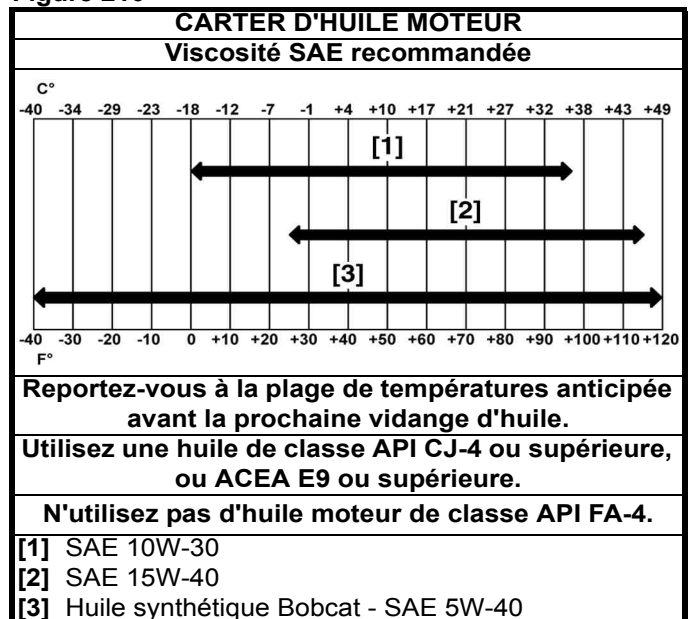 CARTER D'HUILE MOTEUR
Viscosité SAE recommandée
C°
-40 -34 -29 -23 -18 -12 -7 -1 +4 +10 +17 +21 +27 +32 +38 +43 +49
[1]
[2]
[3]
-40 -30 -20 -10 0 +10 +20 +30 +40 +50 +60 +70 +80 +90 +100 +110 +120
F°
Reportez-vous à la plage de températures anticipée
avant la prochaine vidange d'huile.
Utilisez une huile de classe API CJ-4 ou supérieure,
ou ACEA E9 ou supérieure.
N'utilisez pas d'huile moteur de classe API FA-4.
[1] SAE 10W-30
[2] SAE 15W-40
[3] Huile synthétique Bobcat - SAE 5W-40